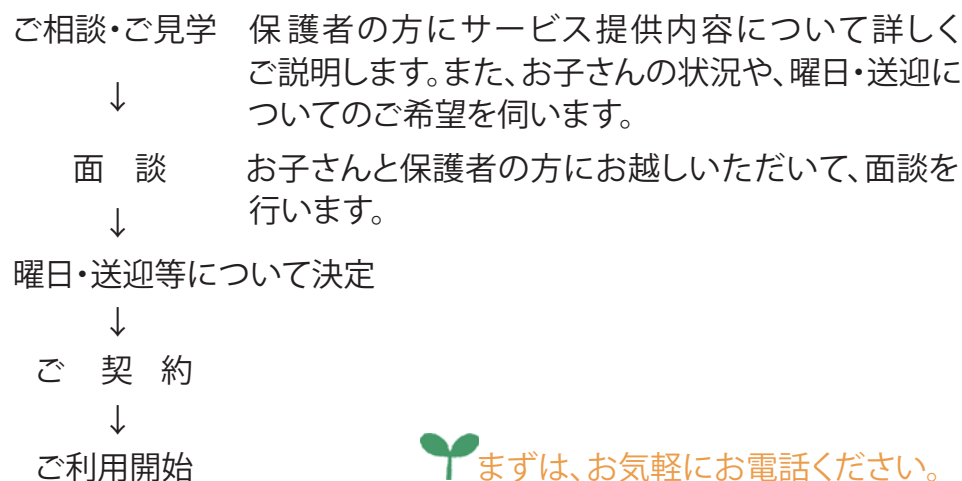 ご相談・ご見学　保護者の方にサービス提供内容について詳しく
ご説明します。また、お子さんの状況や、曜日・送迎に
↓
ついてのご希望を伺います。
面　談　お子さんと保護者の方にお越しいただいて、面談を
行います。
↓
曜日・送迎等について決定
↓
ご　契　約
↓
ご利用開始
まずは、お気軽にお電話ください。